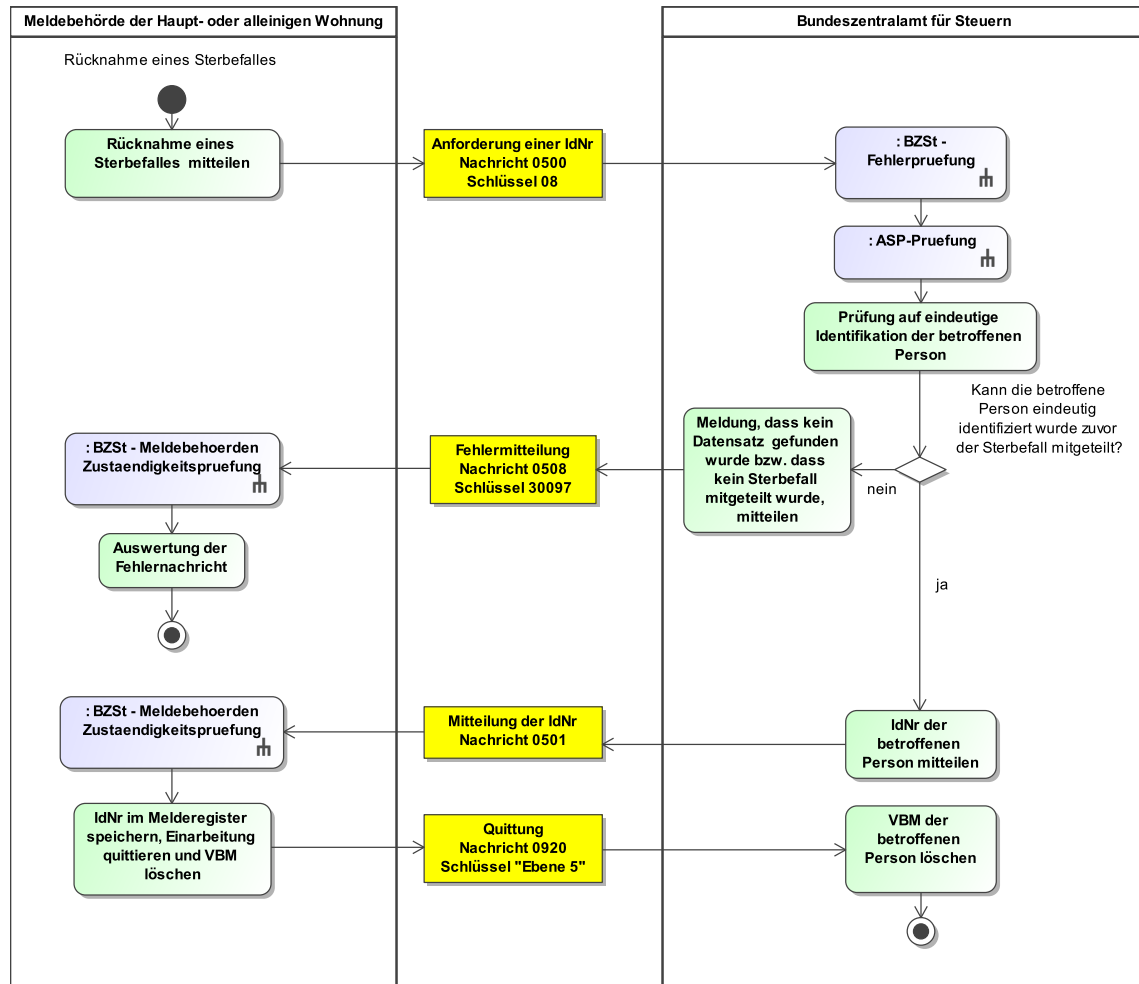 Meldebehörde der Haupt- oder alleinigen Wohnung
Bundeszentralamt für Steuern
Rücknahme eines Sterbefalles
Rücknahme eines
Sterbefalles mitteilen
Anforderung einer IdNr
Nachricht 0500
Schlüssel 08
: BZSt -
Fehlerpruefung
: ASP-Pruefung
Prüfung auf eindeutige
Identifikation der betroffenen
Person
Kann die betroffene
Person eindeutig
identifiziert wurde zuvor
der Sterbefall mitgeteilt?
nein
Meldung, dass kein
Datensatz gefunden
wurde bzw. dass
kein Sterbefall
mitgeteilt wurde,
mitteilen
Fehlermitteilung
Nachricht 0508
Schlüssel 30097
: BZSt - Meldebehoerden
Zustaendigkeitspruefung
Auswertung der
Fehlernachricht
ja
IdNr der
betroffenen
Person mitteilen
Mitteilung der IdNr
Nachricht 0501
: BZSt - Meldebehoerden
Zustaendigkeitspruefung
IdNr im Melderegister
speichern, Einarbeitung
quittieren und VBM
löschen
Quittung
Nachricht 0920
Schlüssel "Ebene 5"
VBM der
betroffenen
Person löschen